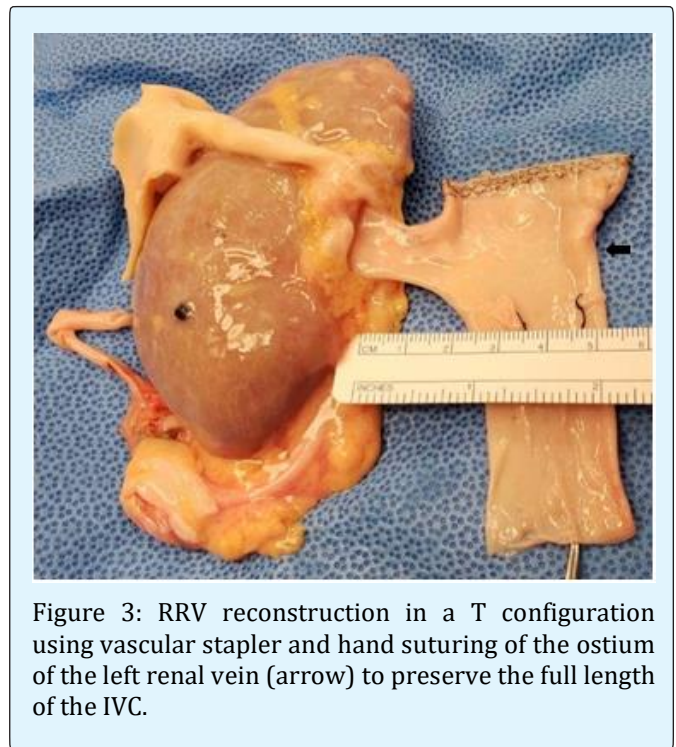 CM 1 2 3 4 5 6
INCHES 1 2
Figure 3: RRV reconstruction in a T configuration
using vascular stapler and hand suturing of the ostium
of the left renal vein (arrow) to preserve the full length
of the IVC.